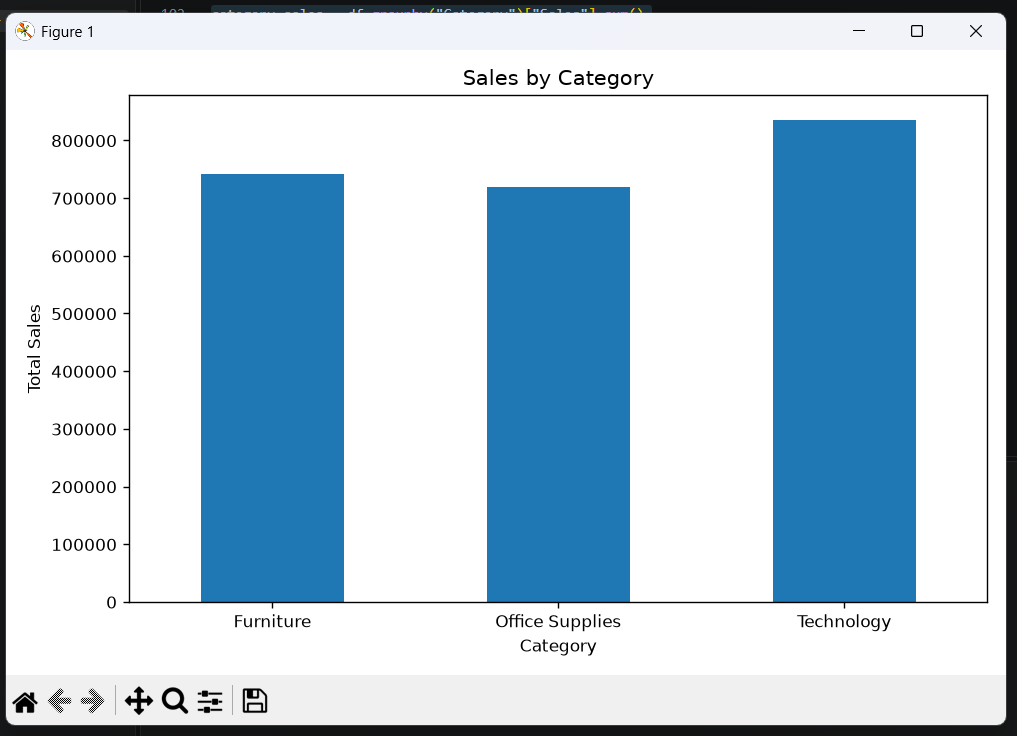 Figure 1
Sales by Category
800000
700000
600000
500000
400000
300000
200000
100000
0
Total Sales
Furniture Office Supplies Technology
Category